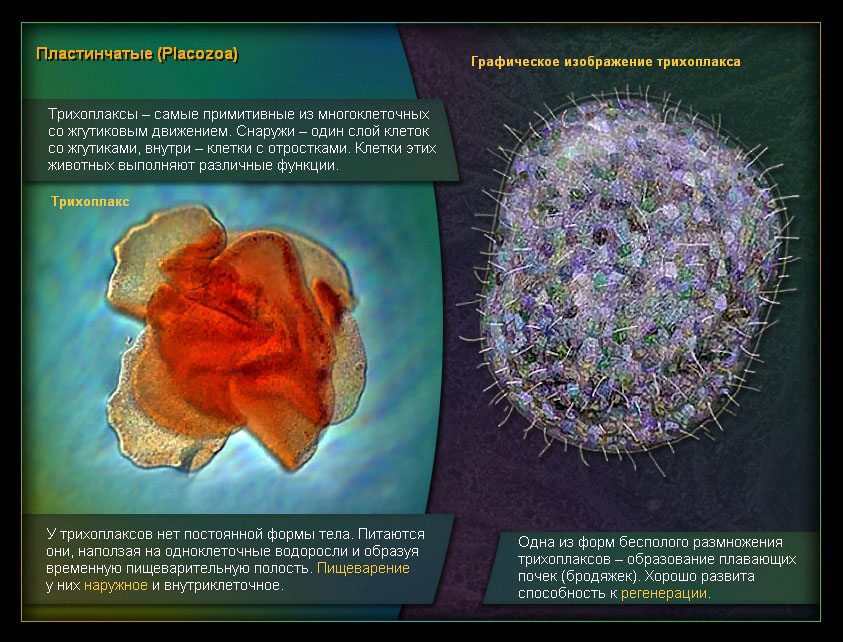 Пластинчатые (Placozoa)
Графическое изображение трихоплакса
Трихоплаксы – самые примитивные из многоклеточных
со жгутиковым движением. Снаружи – один слой клеток
со жгутиками, внутри – клетки с отростками. Клетки этих
животных выполняют различные функции.
Трихоплакс
У трихоплаксов нет постоянной формы тела. Питаются
они, наползая на одноклеточные водоросли и образуя
временную пищеварительную полость. Пищеварение
у них наружное и внутриклеточное.
Одна из форм бесполого размножения
трихоплаксов – образование плавающих
почек (бродяжек). Хорошо развита
способность к регенерации.